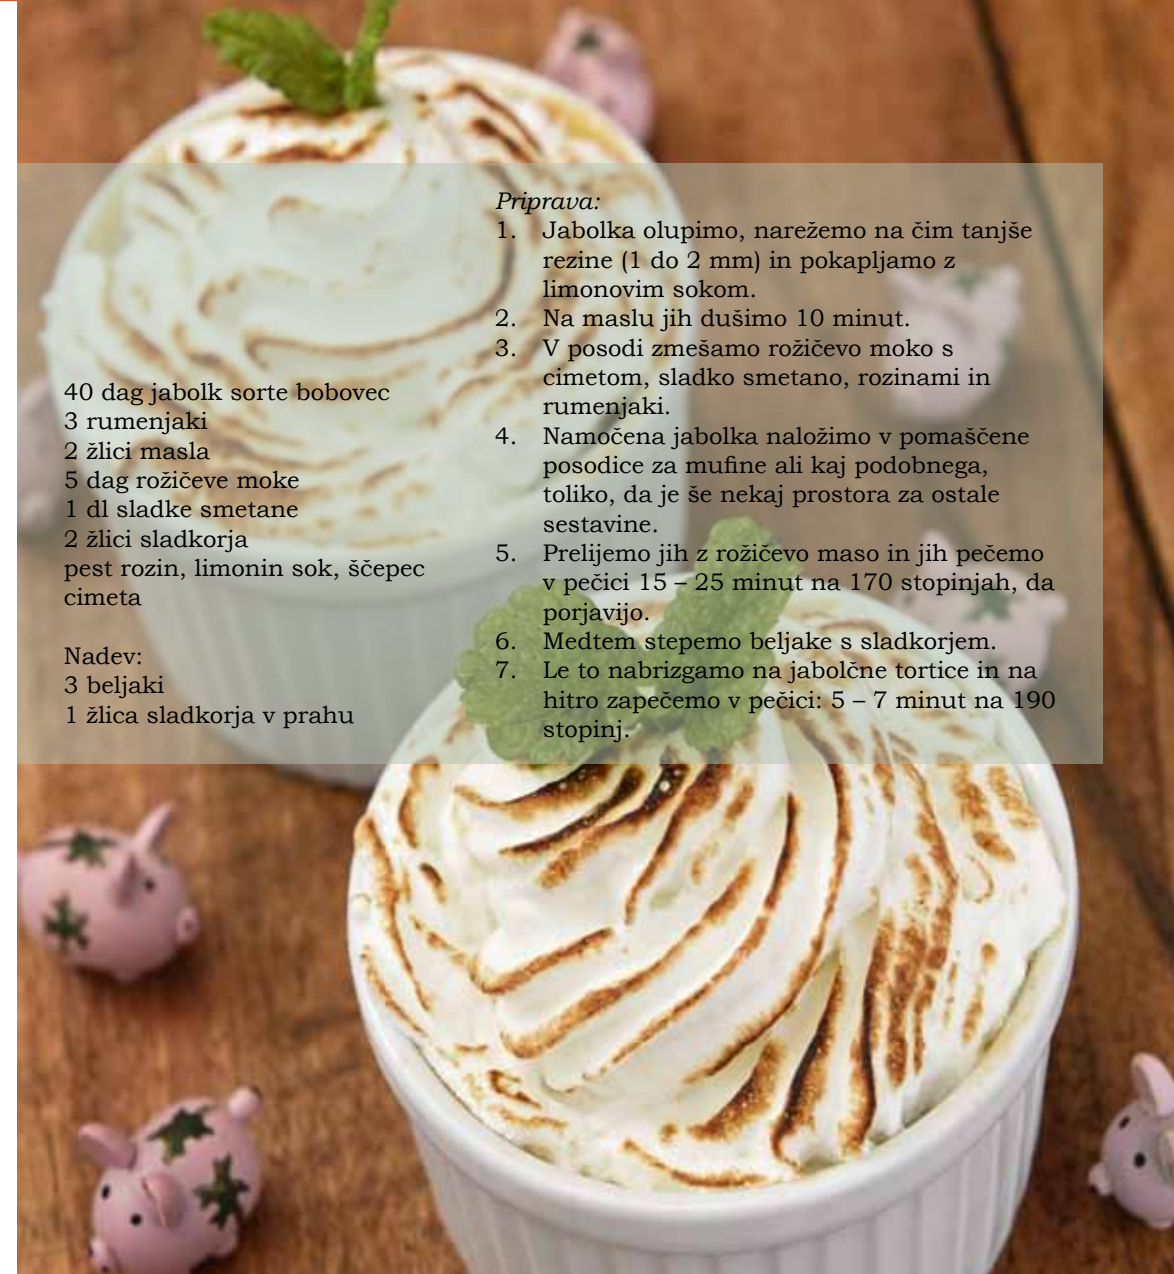 40 dag jabolk sorte bobovec
3 rumenjaki
2 žlici masla
5 dag rožičeve moke
1 dl sladke smetane
2 žlici sladkorja
pest rozin, limonin sok, ščepec
cimeta
Nadev:
3 beljaki
1 žlica sladkorja v prahu
Priprava:
1. Jabolka olupimo, narežemo na čim tanjše
rezine (1 do 2 mm) in pokapljamo z
limonovim sokom.
2. Na maslu jih dušimo 10 minut.
3. V posodi zmešamo rožičevo moko s
cimetom, sladko smetano, rozinami in
rumenjaki.
4. Namočena jabolka naložimo v pomaščene
posodice za mufine ali kaj podobnega,
toliko, da je še nekaj prostora za ostale
sestavine.
5. Prelijemo jih z rožičevo maso in jih pečemo
v pečici 15 – 25 minut na 170 stopinjah, da
porjavijo.
6. Medtem stepemo beljake s sladkorjem.
7. Le to nabrizgamo na jabolčne tortice in na
hitro zapečemo v pečici: 5 – 7 minut na 190
stopinj.